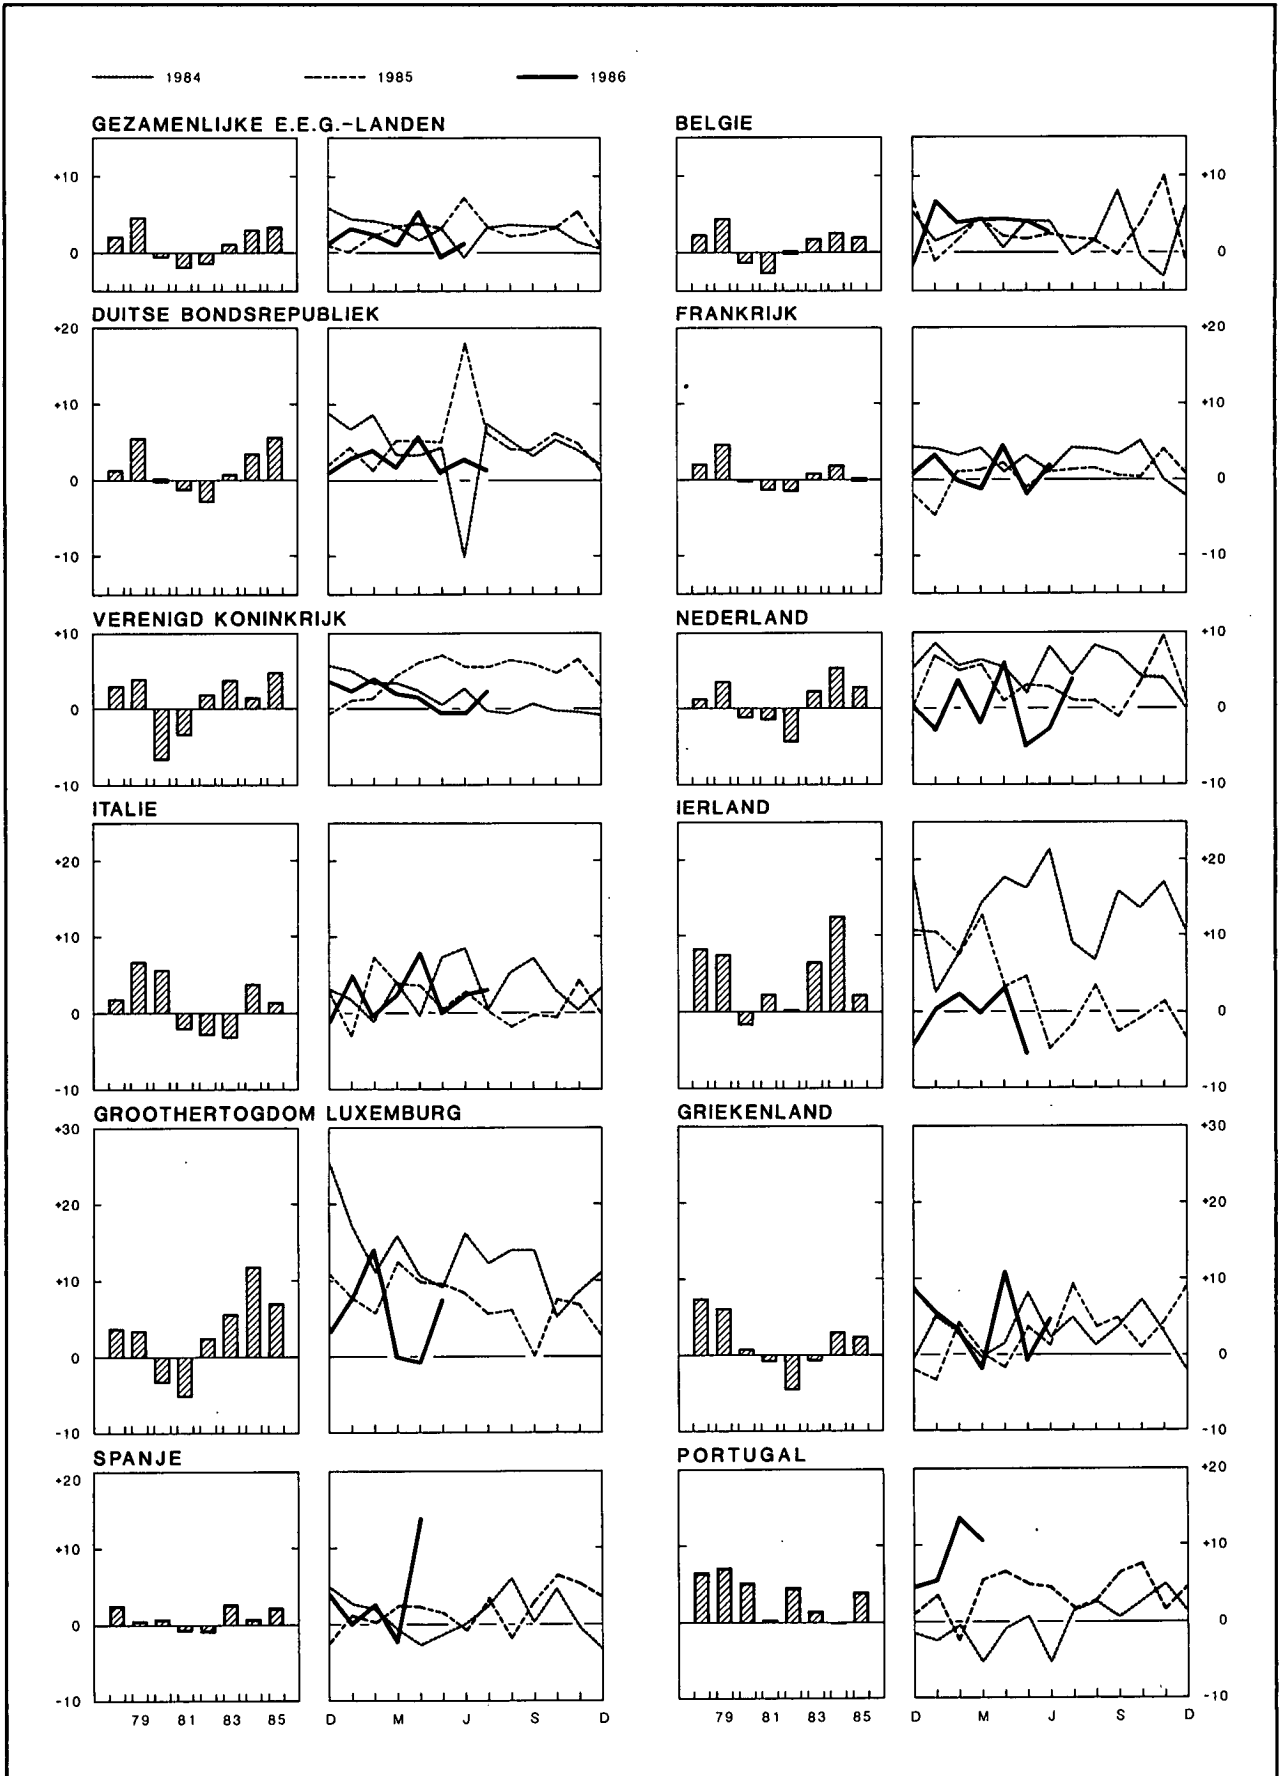 1984 1985 1986
GEZAMENLIJKE E.E.G.-LANDEN BELGIE
+10 +10
0 0
DUITSE BONDSREPUBLIEK FRANKRIJK
+20 +20
+10 +10
0 0
-10 -10
VERENIGD KONINKRIJK NEDERLAND
+10 +10
0 0
-10 -10
ITALIE IERLAND
+20 +20
+10 +10
0 0
-10 -10
GROOTHERTOGDOM LUXEMBURG GRIEKENLAND
+30 +30
+20 +20
+10 +10
0 0
-10 -10
SPANJE PORTUGAL
+20 +20
+10 +10
0 0
-10 -10
79 81 83 85 D M J S D 79 81 83 85 D M J S D